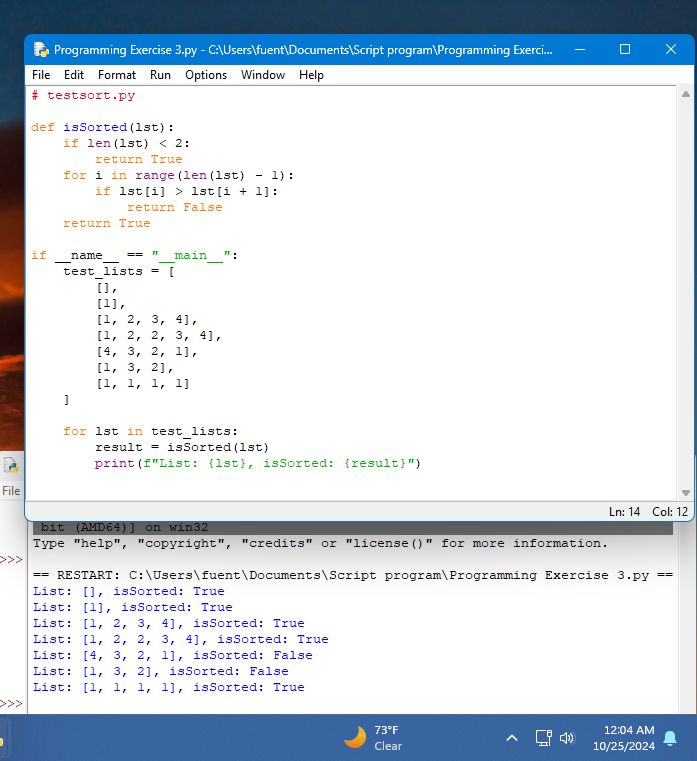 Programming Exercise 3.py - C:\Users\fuent\Documents\Script program\Programming Exerci...
File Edit Format Run Options Window Help
# testsort.py
def isSorted(lst):
    if len(lst) < 2:
        return True
    for i in range(len(lst) - 1):
        if lst[i] > lst[i + 1]:
            return False
    return True
if __name__ == "__main__":
    test_lists = [
        [],
        [1],
        [1, 2, 3, 4],
        [1, 2, 2, 3, 4],
        [4, 3, 2, 1],
        [1, 3, 2],
        [1, 1, 1, 1]
    ]
    for lst in test_lists:
        result = isSorted(lst)
        print(f"List: {lst}, isSorted: {result}")
File
Ln: 14 Col: 12
bit (AMD64)] on win32
Type "help", "copyright", "credits" or "license()" for more information.
>>>
== RESTART: C:\Users\fuent\Documents\Script program\Programming Exercise 3.py ==
List: [], isSorted: True
List: [1], isSorted: True
List: [1, 2, 3, 4], isSorted: True
List: [1, 2, 2, 3, 4], isSorted: True
List: [4, 3, 2, 1], isSorted: False
List: [1, 3, 2], isSorted: False
List: [1, 1, 1, 1], isSorted: True
>>>
73°F
Clear
12:04 AM
10/25/2024